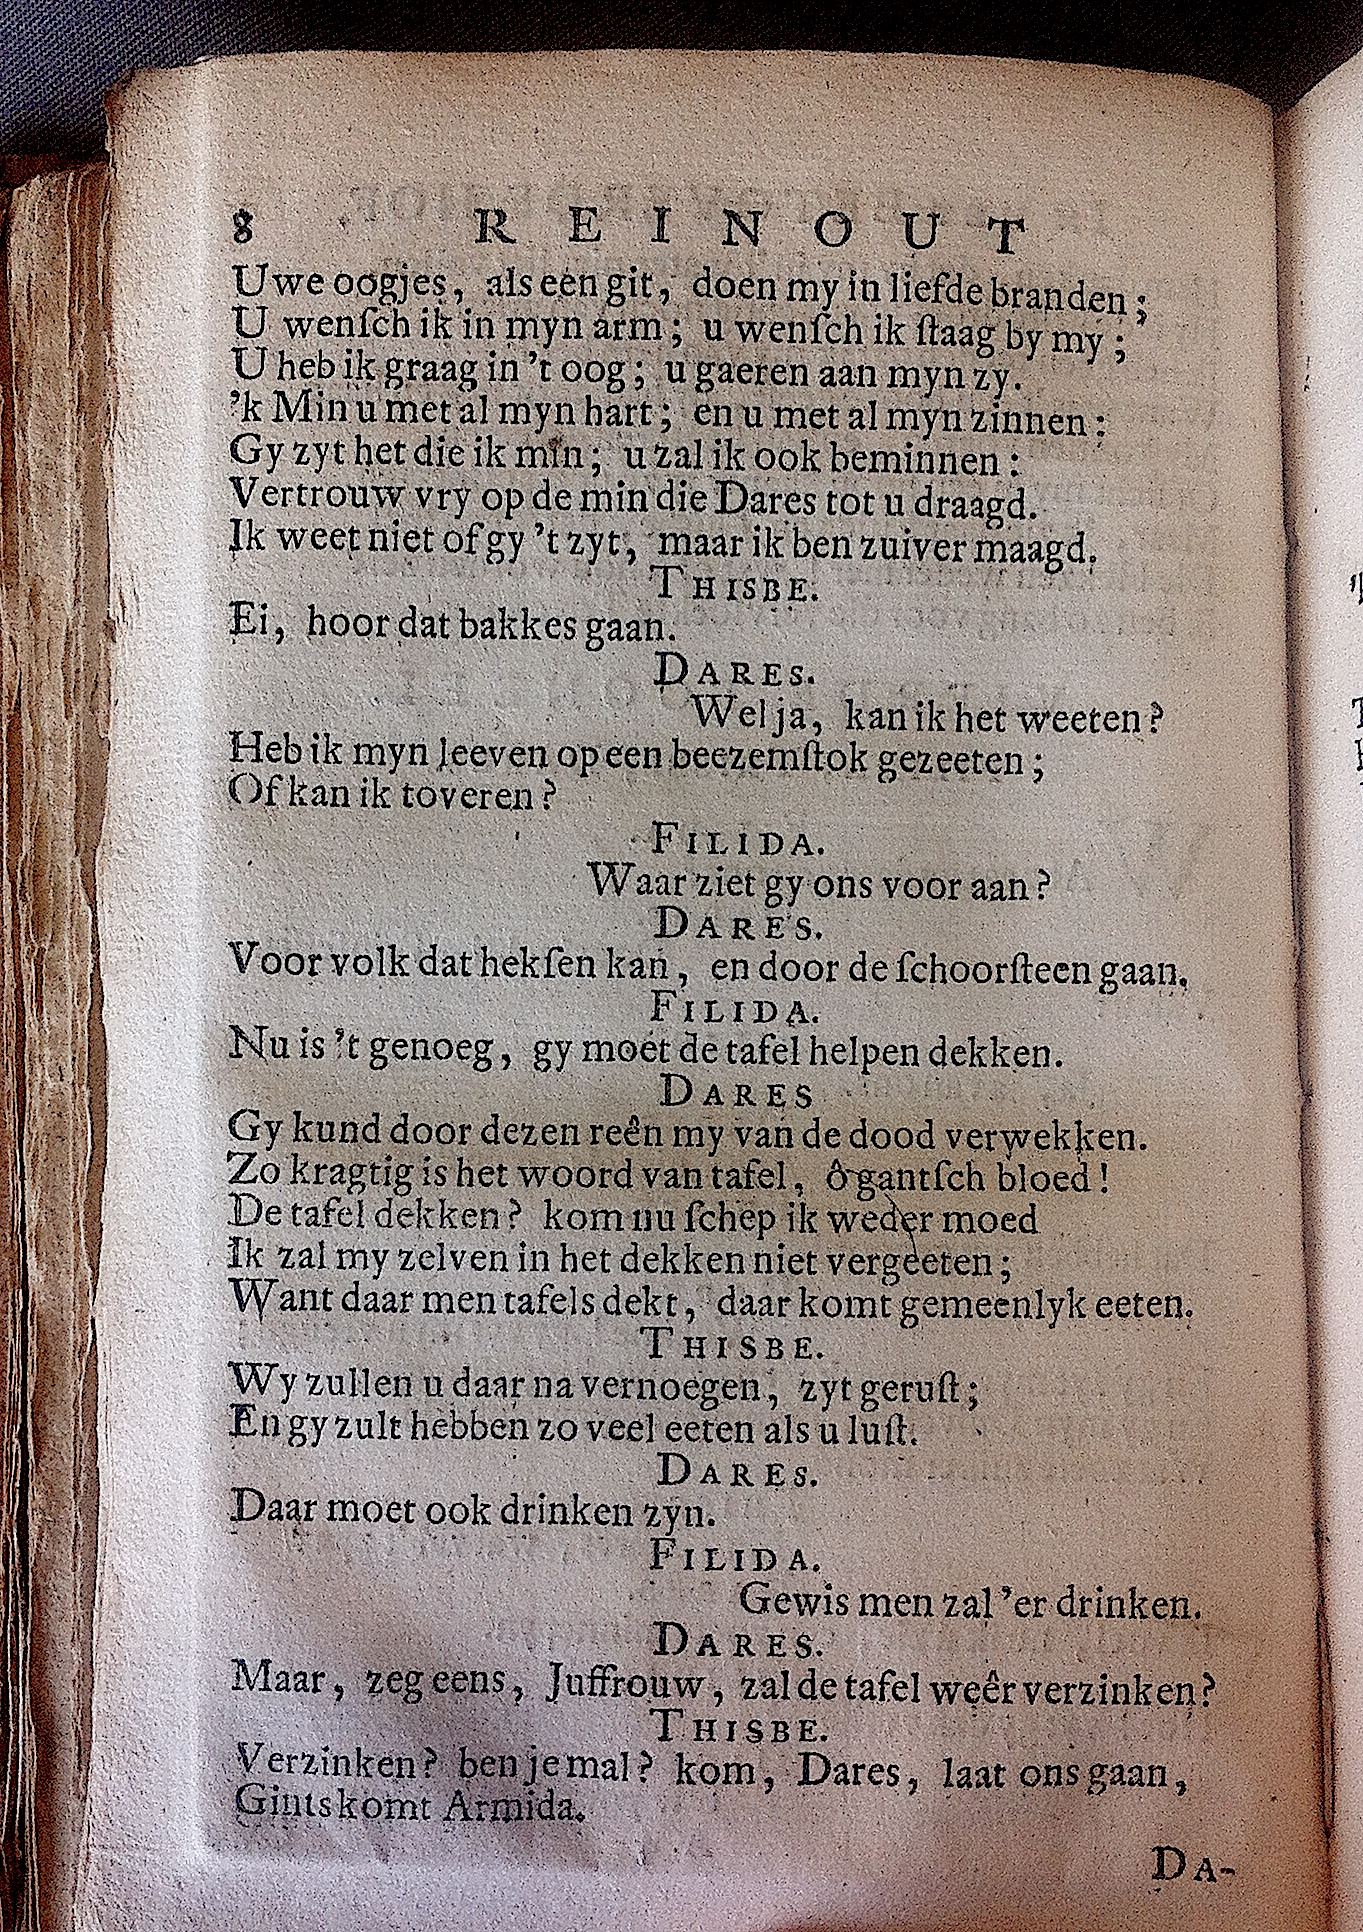 8 REINOUT
Uwe oogjes, als een git, doen my in liefde branden;
U wenſch ik in myn arm; u wenſch ik ſtaag by my;
U heb ik graag in 't oog; u gaeren aan myn zy.
'k Min u met al myn hart; en u met al myn zinnen:
Gy zyt het die ik min; u zal ik ook beminnen:
Vertrouw vry op de min die Dares tot u draagd.
Ik weet niet of gy 't zyt, maar ik ben zuiver maagd.
THISBE.
Ei, hoor dat bakkes gaan.
DARES.
Wel ja, kan ik het weeten?
Heb ik myn leeven op een beezemſtok gezeeten;
Of kan ik toveren?
FILIDA.
Waar ziet gy ons voor aan?
DARES.
Voor volk dat hekſen kan, en door de ſchoorſteen gaan.
FILIDA.
Nu is 't genoeg, gy moet de tafel helpen dekken.
DARES
Gy kund door dezen reên my van de dood verwekken.
Zo kragtig is het woord van tafel, ô gantſch bloed!
De tafel dekken? kom nu ſchep ik weder moed
Ik zal my zelven in het dekken niet vergeeten;
Want daar men tafels dekt, daar komt gemeenlyk eeten.
THISBE.
Wy zullen u daar na vernoegen, zyt geruſt;
En gy zult hebben zo veel eeten als u luſt.
DARES.
Daar moet ook drinken zyn.
FILIDA.
Gewis men zal 'er drinken.
DARES.
Maar, zeg eens, Juffrouw, zal de tafel weêr verzinken?
THISBE.
Verzinken? ben je mal? kom, Dares, laat ons gaan,
Gints komt Armida.
DA-